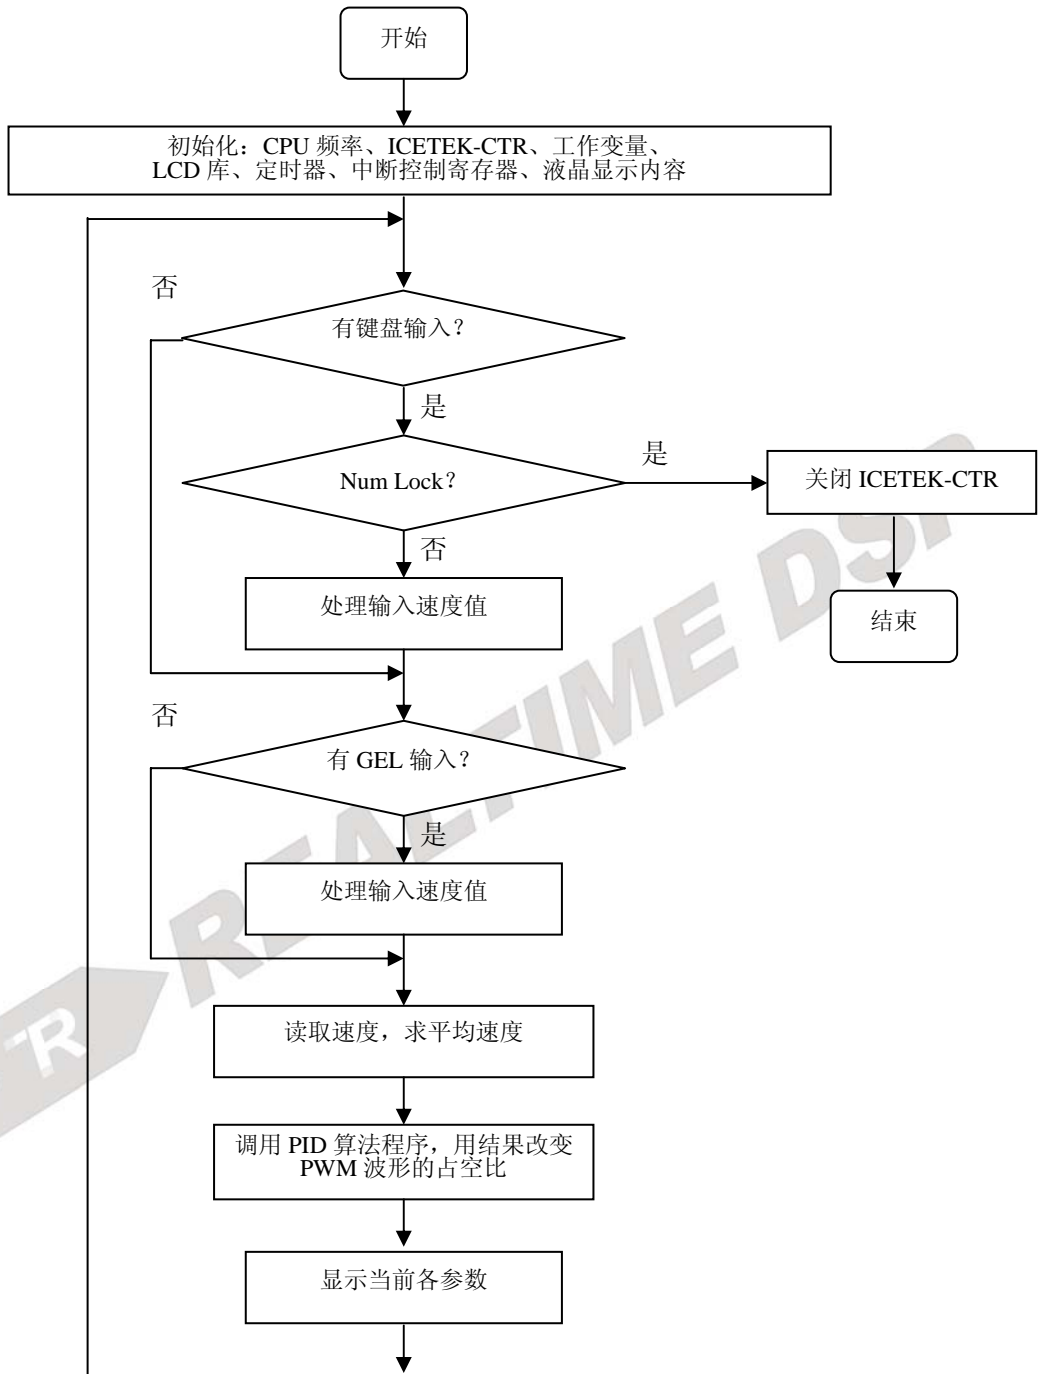 开始
初始化：CPU 频率、ICETEK-CTR、工作变量、
LCD 库、定时器、中断控制寄存器、液晶显示内容
否
有键盘输入？
是
Num Lock？
是
关闭 ICETEK-CTR
否
处理输入速度值
结束
否
有 GEL 输入？
是
处理输入速度值
读取速度，求平均速度
调用 PID 算法程序，用结果改变
PWM 波形的占空比
显示当前各参数
TR REALTIME DSP